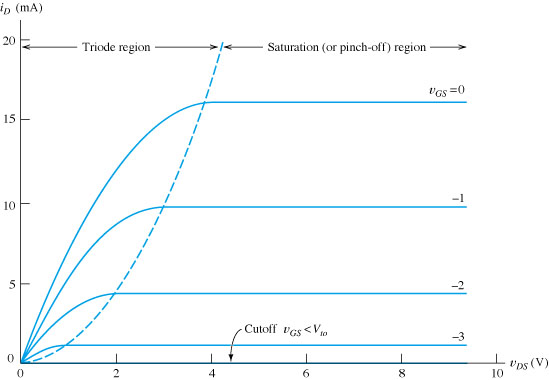 i_D (mA)
20
Triode region
Saturation (or pinch-off) region
v_GS = 0
15
10
–1
5
–2
Cutoff v_GS < V_to
–3
0
0
2
4
6
8
10
v_DS (V)